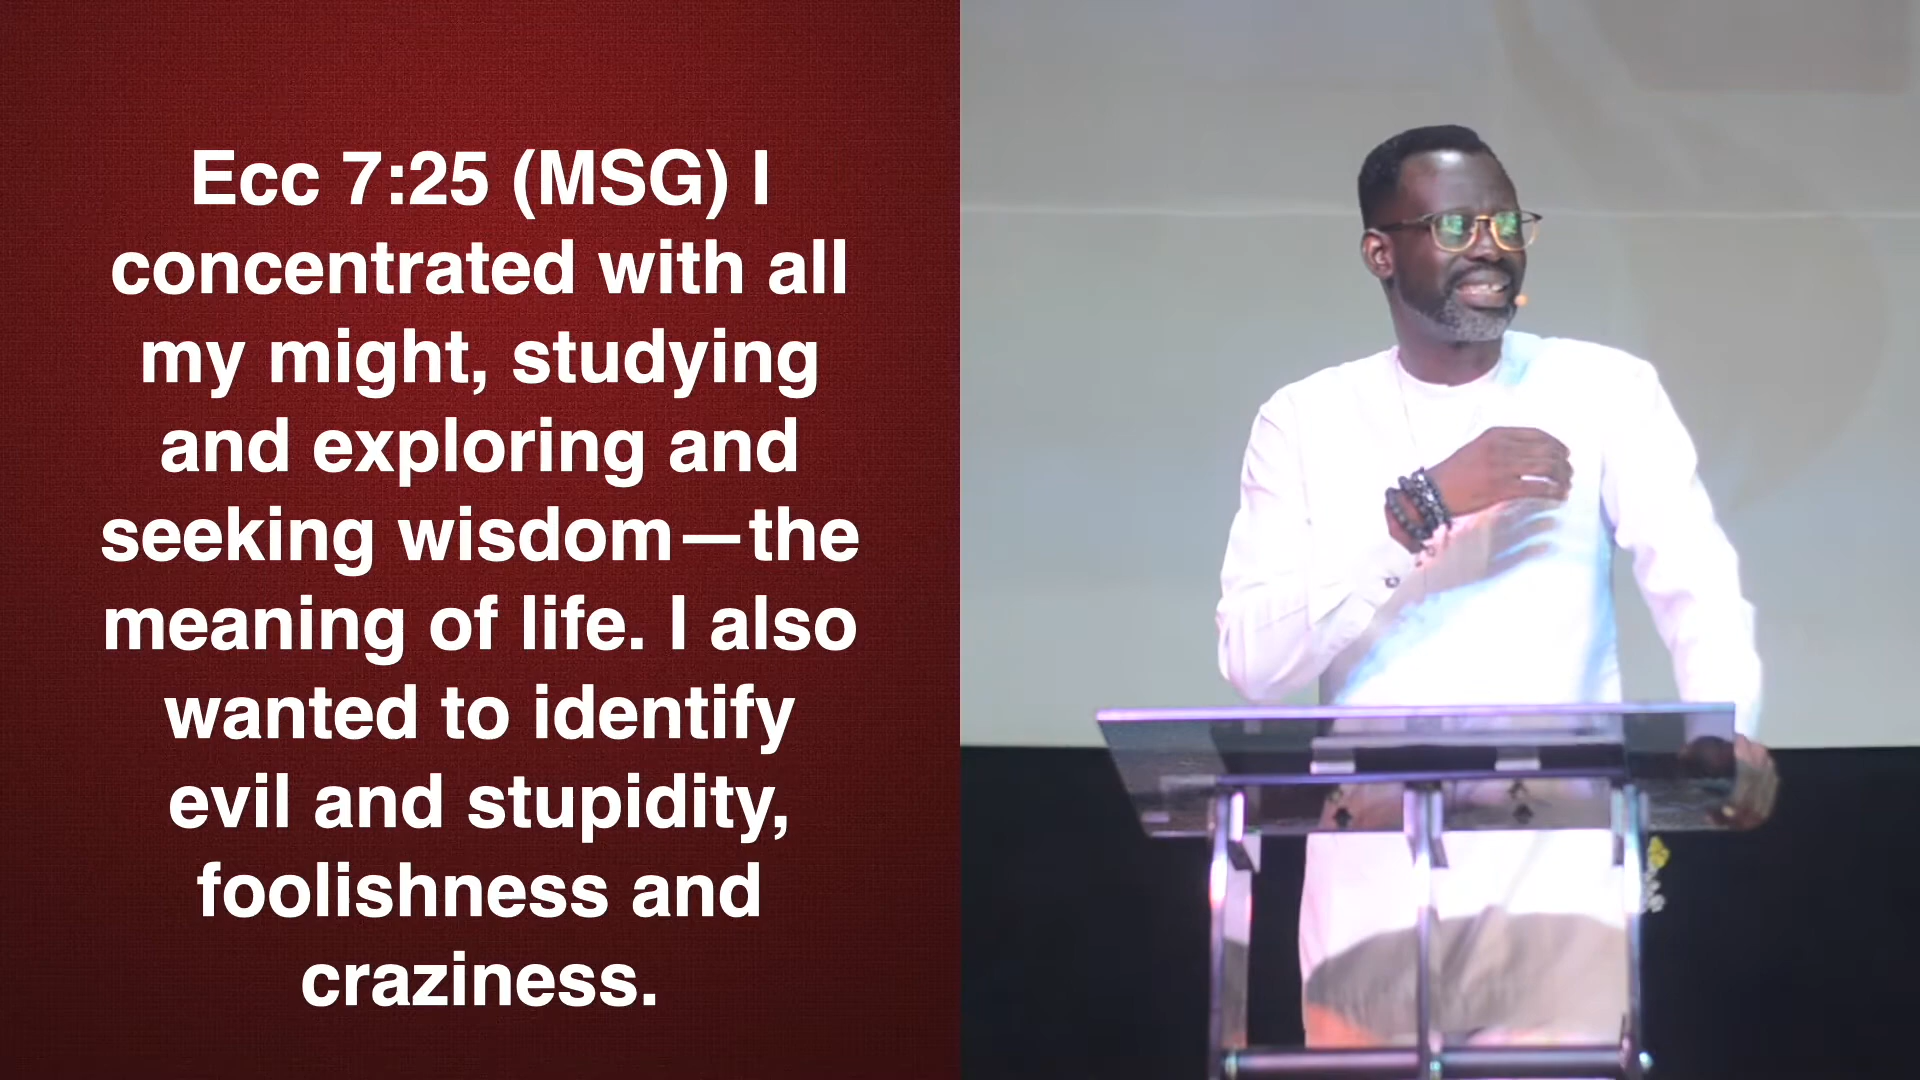 Ecc 7:25 (MSG) I
concentrated with all
my might, studying
and exploring and
seeking wisdom—the
meaning of life. I also
wanted to identify
evil and stupidity,
foolishness and
craziness.